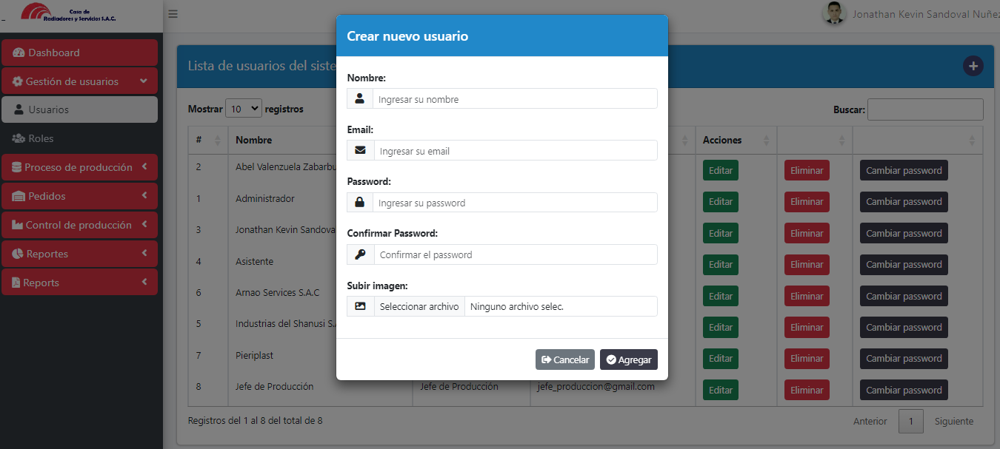 Casa de
Radiadores y Servicios S.A.C.
Jonathan Kevin Sandoval Nuñez
Dashboard
Gestión de usuarios
Usuarios
Roles
Proceso de producción
Pedidos
Control de producción
Reportes
Reports
Lista de usuarios del siste
Mostrar 10 registros
Buscar:
# Nombre Acciones
2 Abel Valenzuela Zabarbu Editar Eliminar Cambiar password
1 Administrador Editar Eliminar Cambiar password
3 Jonathan Kevin Sandova Editar Eliminar Cambiar password
4 Asistente Editar Eliminar Cambiar password
6 Arnao Services S.A.C Editar Eliminar Cambiar password
5 Industrias del Shanusi S.A Editar Eliminar Cambiar password
7 Pieriplast Editar Eliminar Cambiar password
8 Jefe de Producción Jefe de Producción jefe_produccion@gmail.com Editar Eliminar Cambiar password
Registros del 1 al 8 del total de 8
Anterior 1 Siguiente
Crear nuevo usuario
Nombre:
Ingresar su nombre
Email:
Ingresar su email
Password:
Ingresar su password
Confirmar Password:
Confirmar el password
Subir imagen:
Seleccionar archivo Ninguno archivo selec.
Cancelar Agregar